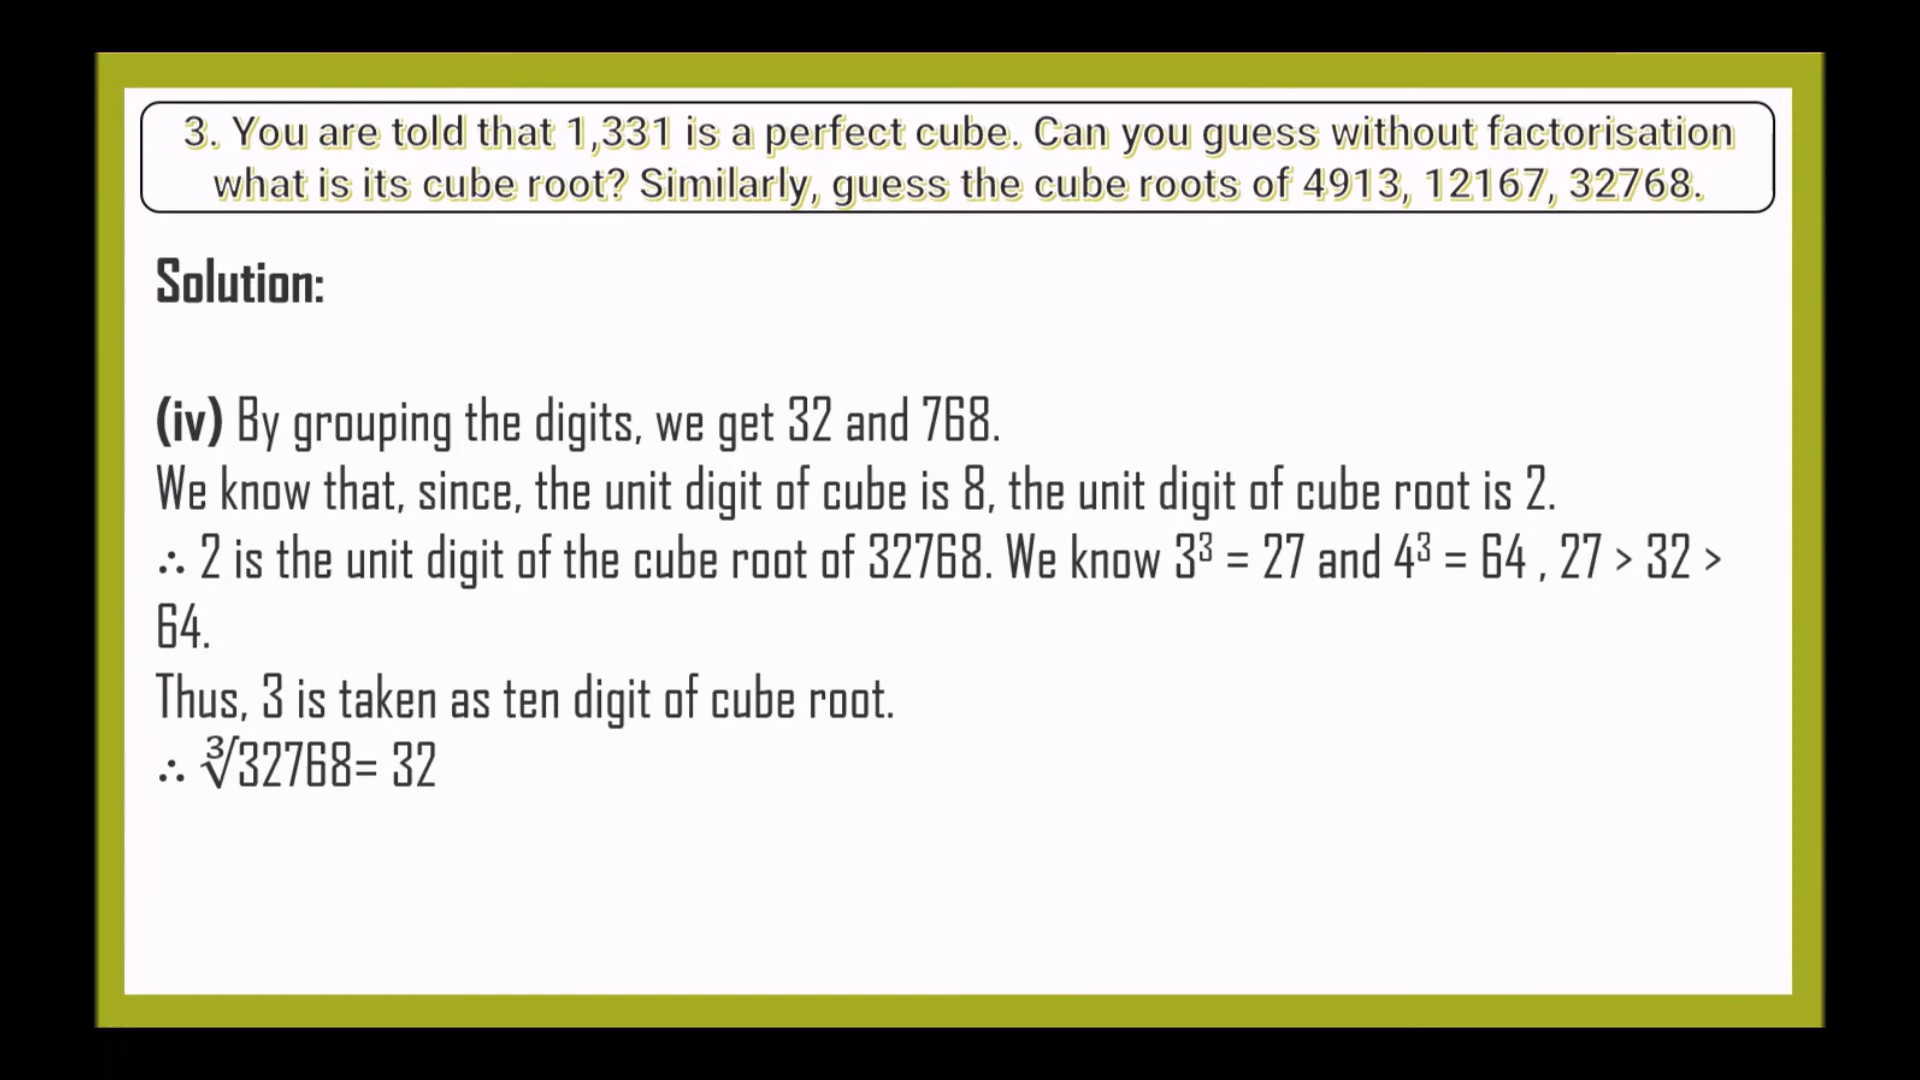 3. You are told that 1,331 is a perfect cube. Can you guess without factorisation
what is its cube root? Similarly, guess the cube roots of 4913, 12167, 32768.
Solution:
(iv) By grouping the digits, we get 32 and 768.
We know that, since, the unit digit of cube is 8, the unit digit of cube root is 2.
∴ 2 is the unit digit of the cube root of 32768. We know 3³ = 27 and 4³ = 64 , 27 > 32 >
64.
Thus, 3 is taken as ten digit of cube root.
∴ ∛32768= 32